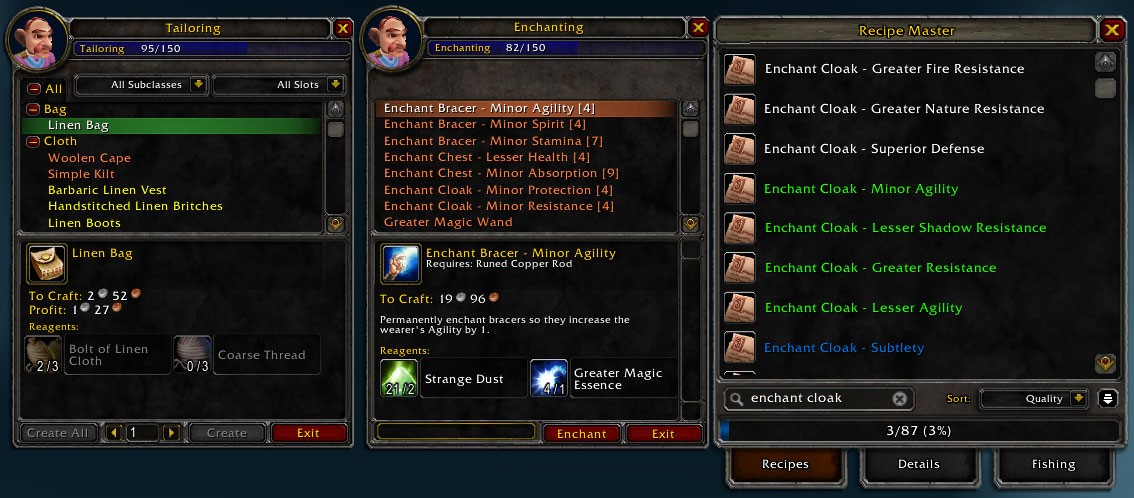 Tailoring
Tailoring 95/150
All
All Subclasses
All Slots
Bag
Linen Bag
Cloth
Woolen Cape
Simple Kilt
Barbaric Linen Vest
Handstitched Linen Britches
Linen Boots
Linen Bag
To Craft: 2 52
Profit: 1 27
Reagents:
2/3
Bolt of Linen
Cloth
0/3
Coarse Thread
Create All
1
Create
Exit
Enchanting
Enchanting 82/150
Enchant Bracer - Minor Agility [4]
Enchant Bracer - Minor Spirit [4]
Enchant Bracer - Minor Stamina [7]
Enchant Chest - Lesser Health [4]
Enchant Chest - Minor Absorption [9]
Enchant Cloak - Minor Protection [4]
Enchant Cloak - Minor Resistance [4]
Greater Magic Wand
Enchant Bracer - Minor Agility
Requires: Runed Copper Rod
To Craft: 19 96
Permanently enchant bracers so they increase the
wearer's Agility by 1.
Reagents:
21/2
Strange Dust
4/1
Greater Magic
Essence
Enchant
Exit
Recipe Master
Enchant Cloak - Greater Fire Resistance
Enchant Cloak - Greater Nature Resistance
Enchant Cloak - Superior Defense
Enchant Cloak - Minor Agility
Enchant Cloak - Lesser Shadow Resistance
Enchant Cloak - Greater Resistance
Enchant Cloak - Lesser Agility
Enchant Cloak - Subtlety
enchant cloak
Sort:
Quality
3/87 (3%)
Recipes
Details
Fishing